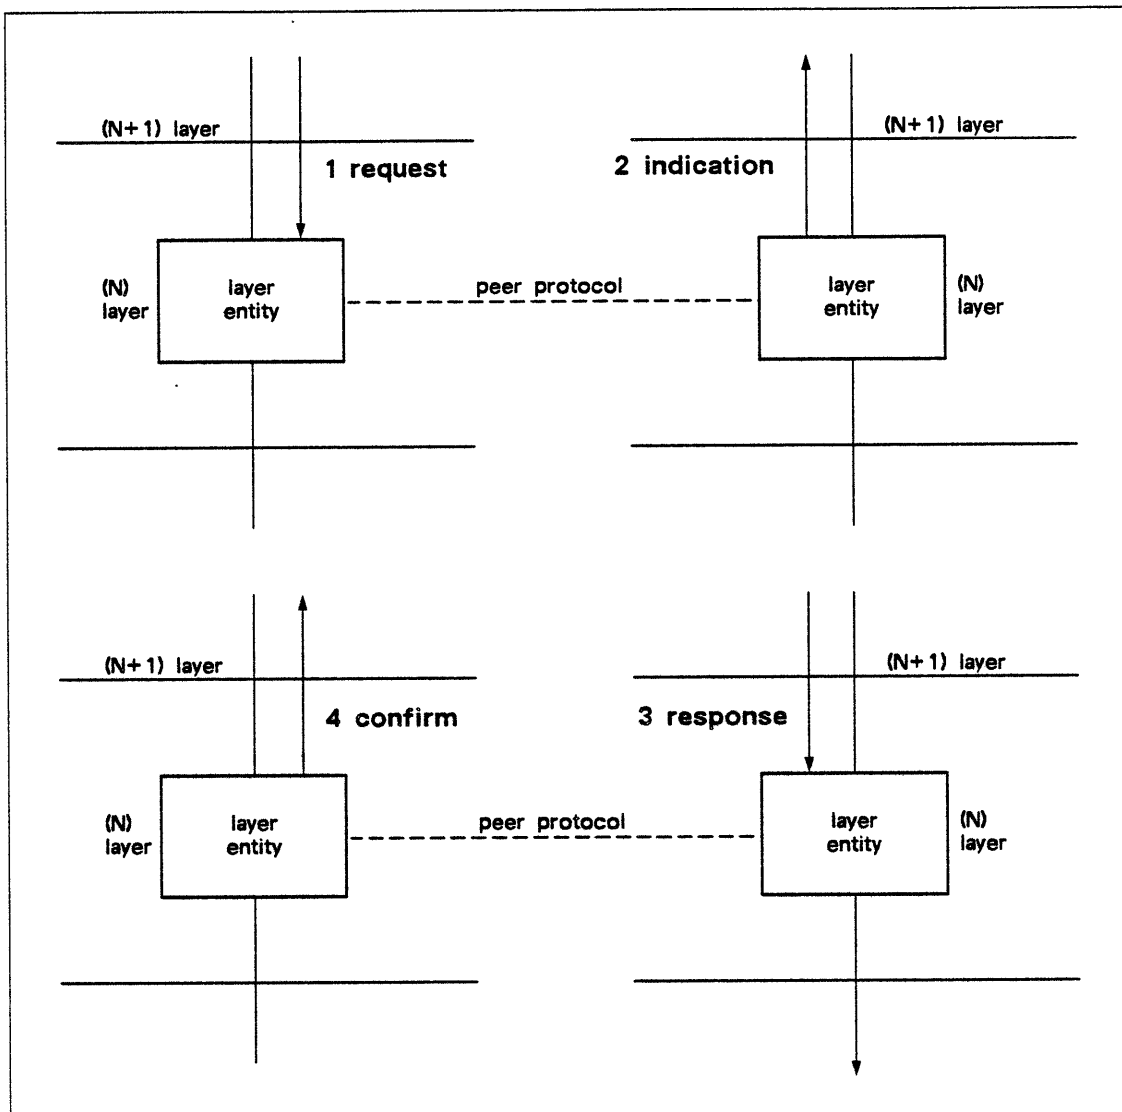 (N+1) layer
(N+1) layer
1 request
2 indication
(N)
layer
layer
entity
peer protocol
layer
entity
(N)
layer
(N+1) layer
(N+1) layer
4 confirm
3 response
(N)
layer
layer
entity
peer protocol
layer
entity
(N)
layer